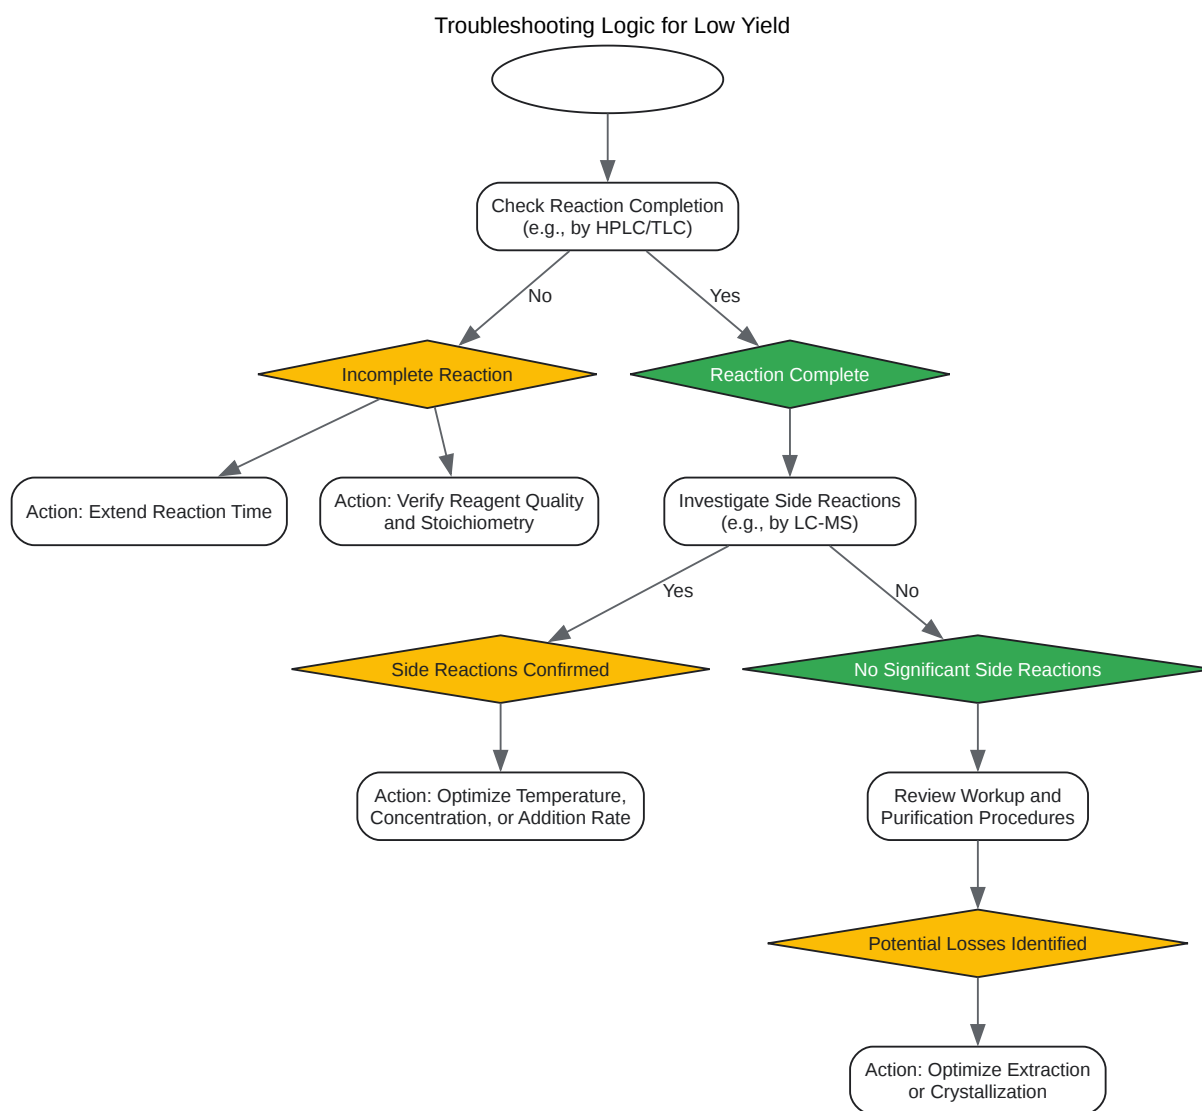 Troubleshooting Logic for Low Yield
Check Reaction Completion
(e.g., by HPLC/TLC)
No
Yes
Incomplete Reaction
Reaction Complete
Action: Extend Reaction Time
Action: Verify Reagent Quality
and Stoichiometry
Investigate Side Reactions
(e.g., by LC-MS)
Yes
No
Side Reactions Confirmed
No Significant Side Reactions
Action: Optimize Temperature,
Concentration, or Addition Rate
Review Workup and
Purification Procedures
Potential Losses Identified
Action: Optimize Extraction
or Crystallization